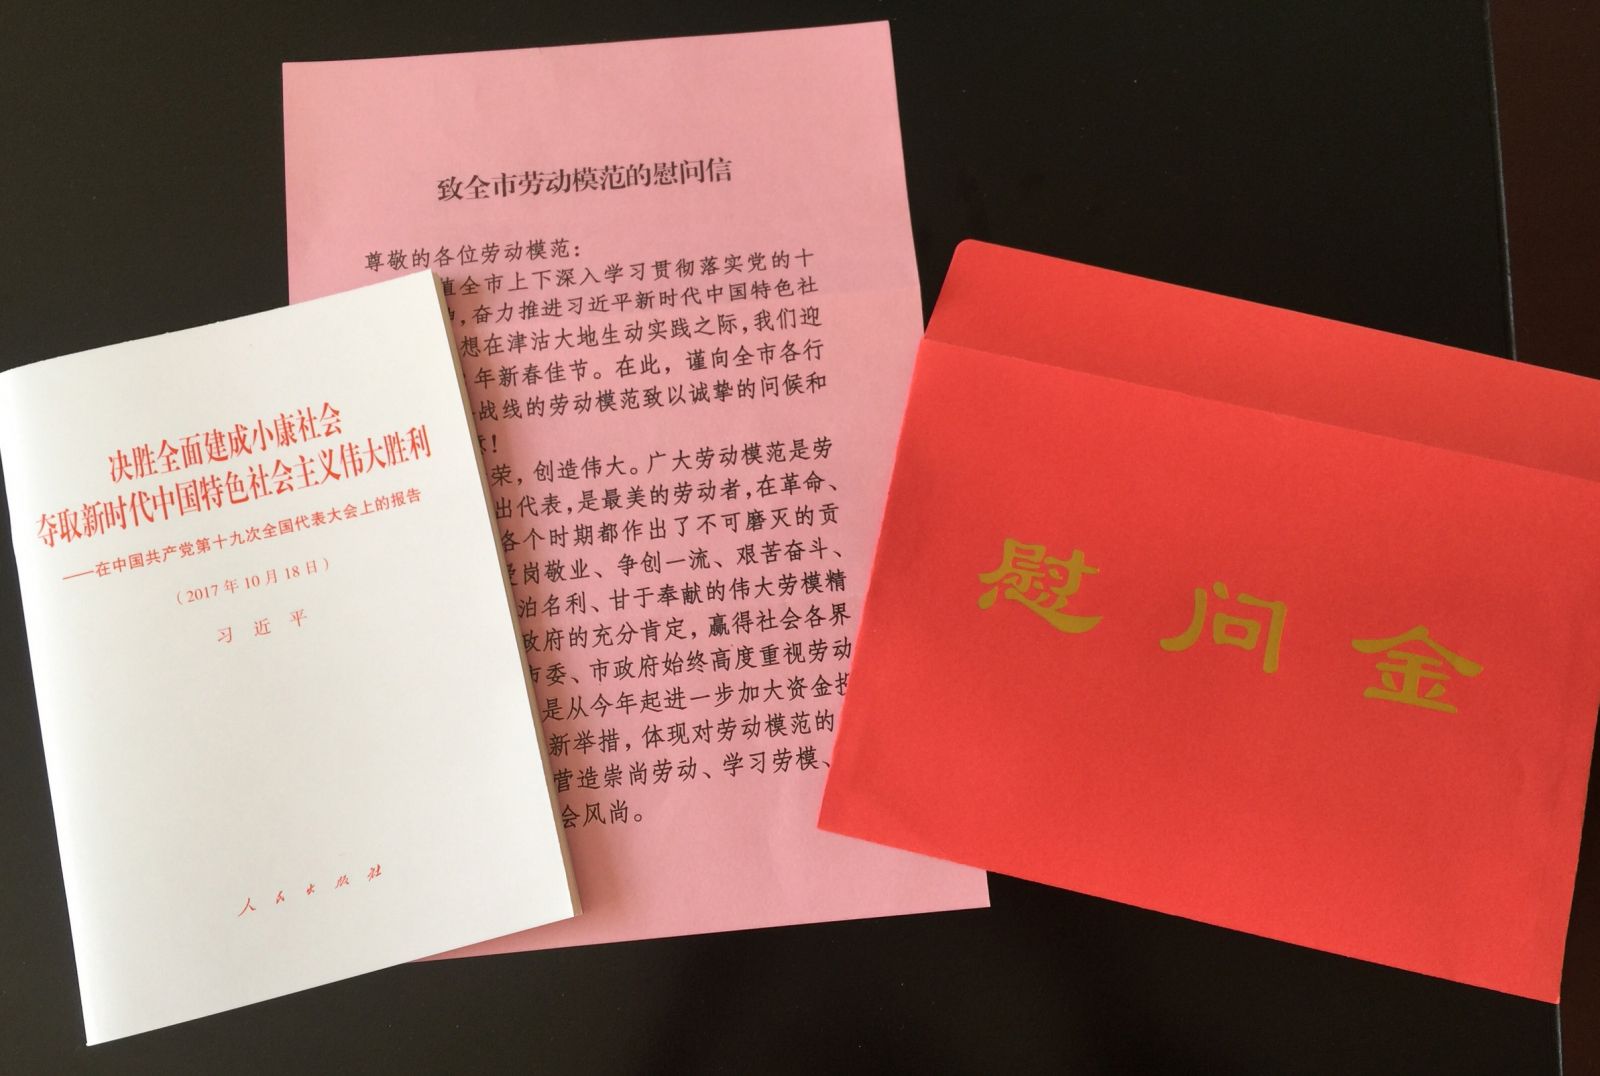 致全市劳动模范的慰问信
尊敬的各位劳动模范：
值全市上下深入学习贯彻落实党的十
，奋力推进习近平新时代中国特色社
想在津沽大地生动实践之际，我们迎
年新春佳节。在此，谨向全市各行
战线的劳动模范致以诚挚的问候和
！
荣，创造伟大。广大劳动模范是劳
出代表，是最美的劳动者，在革命、
各个时期都作出了不可磨灭的贡
爱岗敬业、争创一流、艰苦奋斗、
泊名利、甘于奉献的伟大劳模精
政府的充分肯定，赢得社会各界
市委、市政府始终高度重视劳动
是从今年起进一步加大资金投
新举措，体现对劳动模范的
营造崇尚劳动、学习劳模、
会风尚。
决胜全面建成小康社会
夺取新时代中国特色社会主义伟大胜利
——在中国共产党第十九次全国代表大会上的报告
（2017年10月18日）
习近平
人民出版社
慰问金